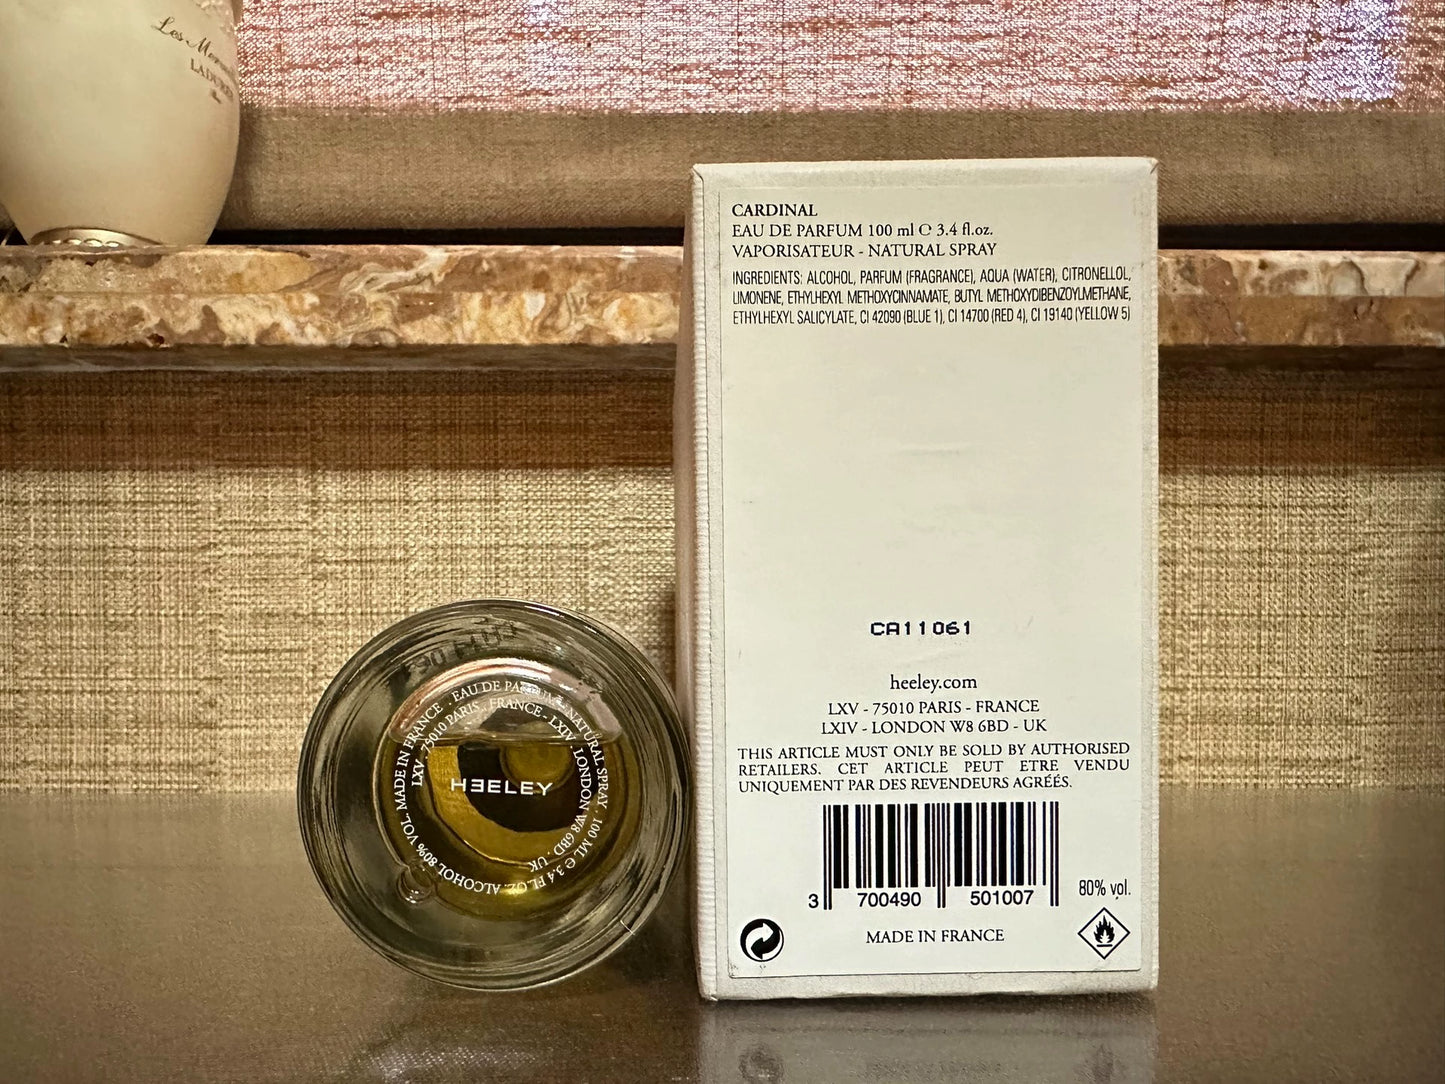 Les
LADURÉE
CARDINAL
EAU DE PARFUM 100 ml ℮ 3.4 fl.oz.
VAPORISATEUR - NATURAL SPRAY
INGREDIENTS: ALCOHOL, PARFUM (FRAGRANCE), AQUA (WATER), CITRONELLOL,
LIMONENE, ETHYLHEXYL METHOXYCINNAMATE, BUTYL METHOXYDIBENZOYLMETHANE,
ETHYLHEXYL SALICYLATE, CI 42090 (BLUE 1), CI 14700 (RED 4), CI 19140 (YELLOW 5)
CA11061
heeley.com
LXV - 75010 PARIS - FRANCE
LXIV - LONDON W8 6BD - UK
THIS ARTICLE MUST ONLY BE SOLD BY AUTHORISED
RETAILERS. CET ARTICLE PEUT ETRE VENDU
UNIQUEMENT PAR DES REVENDEURS AGRÉÉS.
3 700490 501007
80% vol.
MADE IN FRANCE
MADE IN FRANCE . EAU DE PARFUM - NATURAL SPRAY . 100 ML ℮ 3.4 FL.OZ. ALCOHOL 80% VOL.
LXV - 75010 PARIS . FRANCE - LXIV . LONDON W8 6BD . UK
HƎELEY